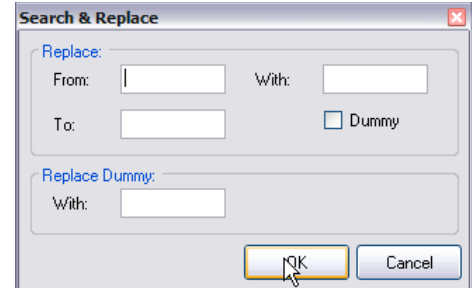 Search & Replace
Replace:
From: With:
To: Dummy
Replace Dummy:
With:
OK Cancel